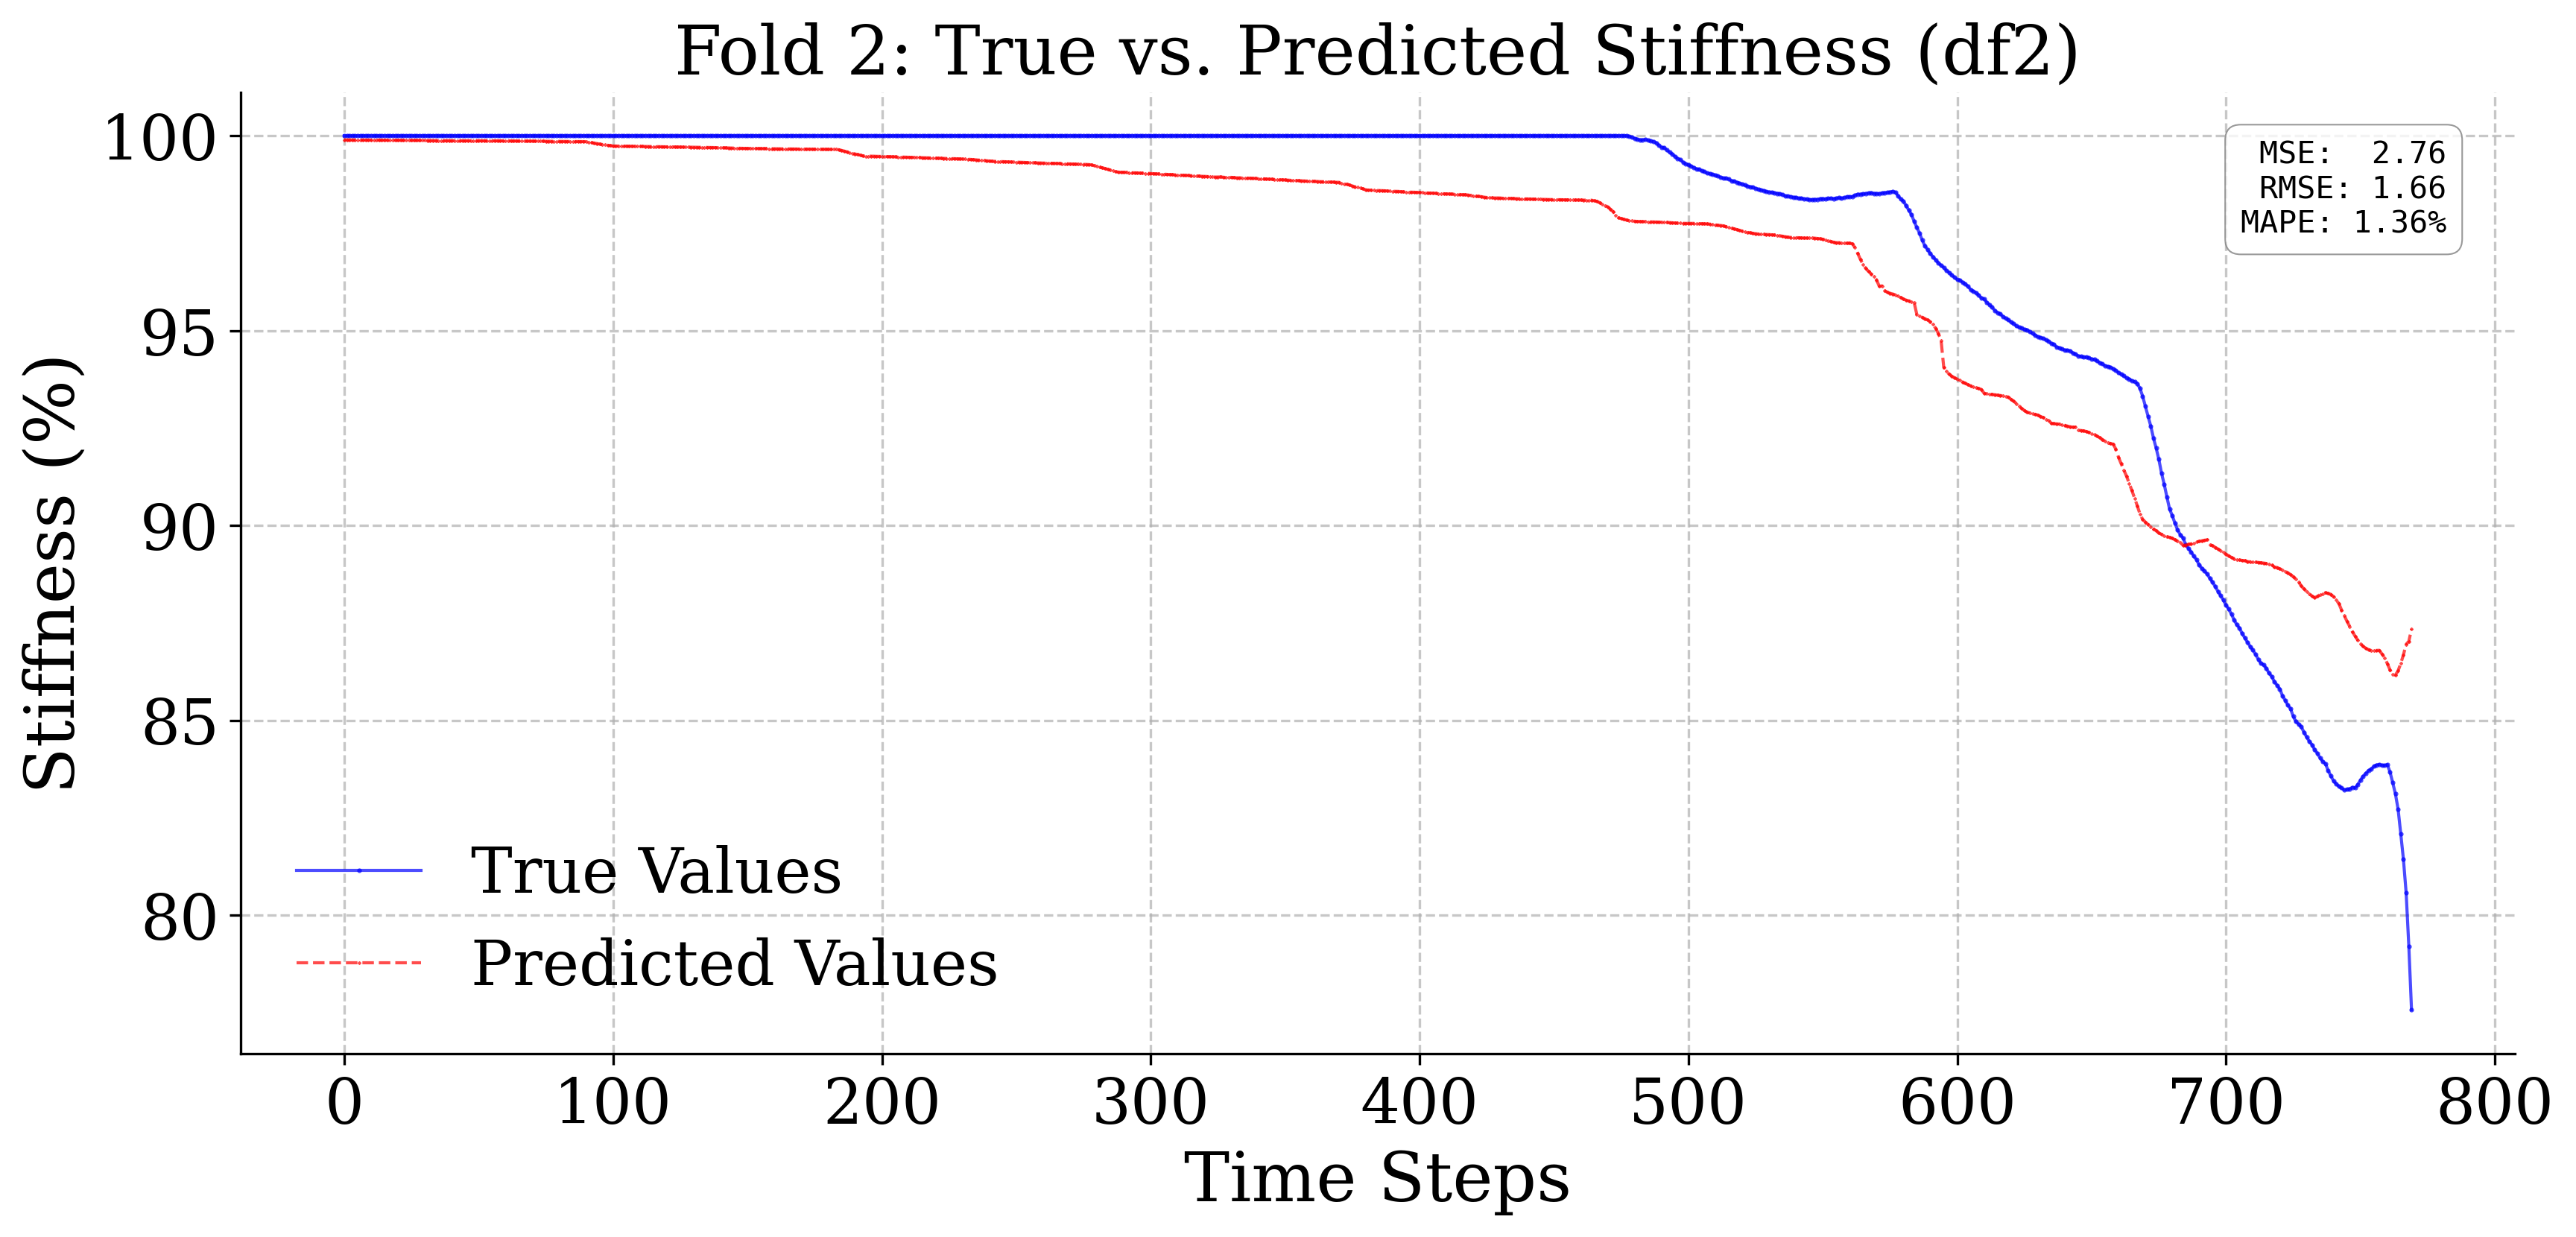 Fold 2: True vs. Predicted Stiffness (df2)
MSE:  2.76
RMSE: 1.66
MAPE: 1.36%
Stiffness (%)
100
95
90
85
80
True Values
Predicted Values
0 100 200 300 400 500 600 700 800
Time Steps